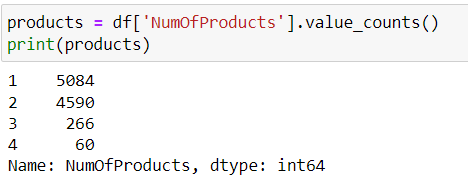 products = df['NumOfProducts'].value_counts()
print(products)
1    5084
2    4590
3     266
4      60
Name: NumOfProducts, dtype: int64